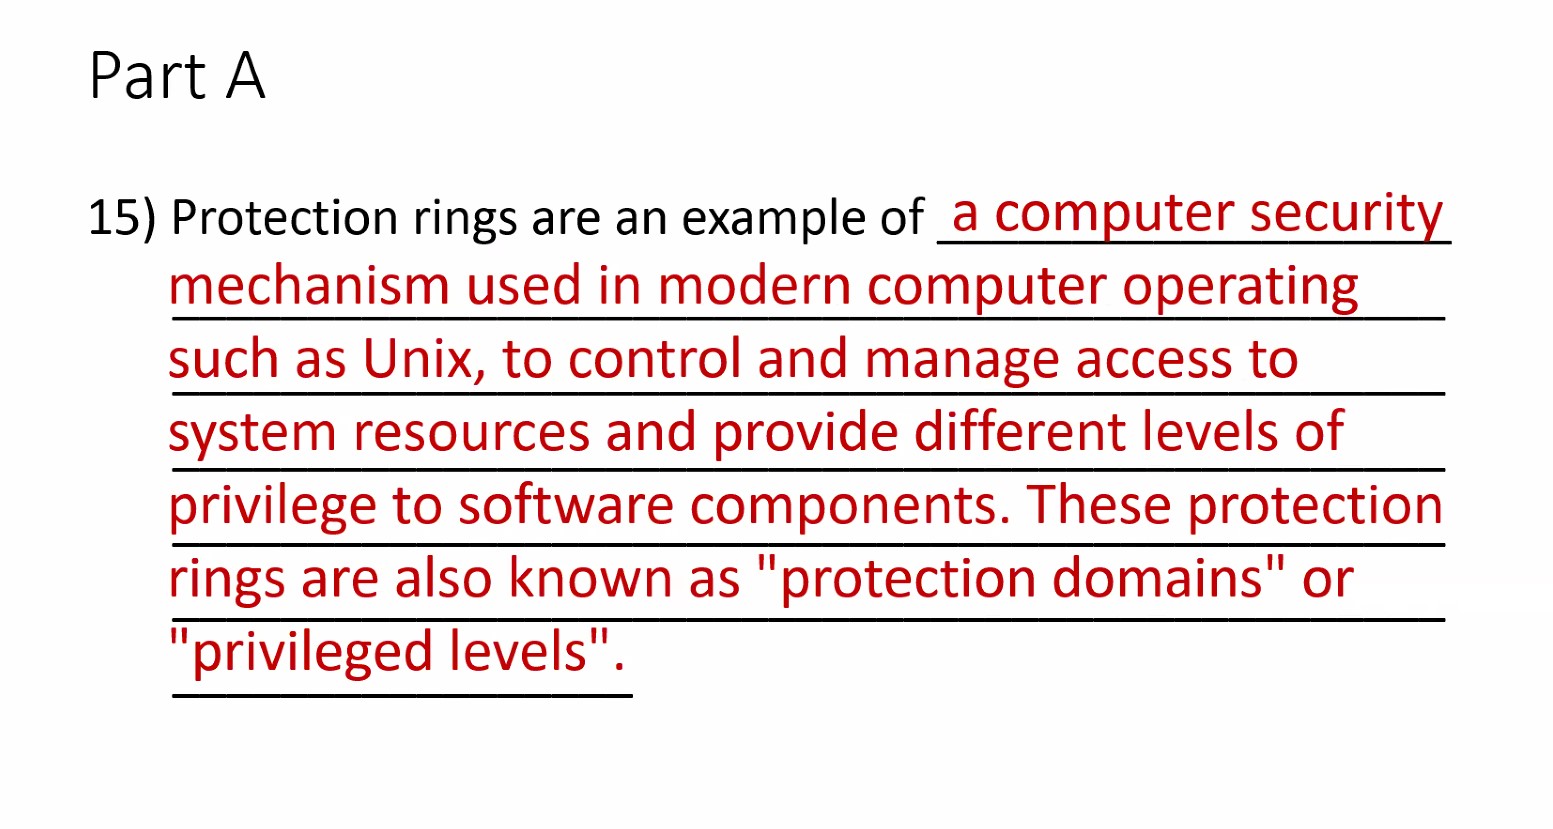 Part A
15) Protection rings are an example of a computer security
mechanism used in modern computer operating
such as Unix, to control and manage access to
system resources and provide different levels of
privilege to software components. These protection
rings are also known as "protection domains" or
"privileged levels".